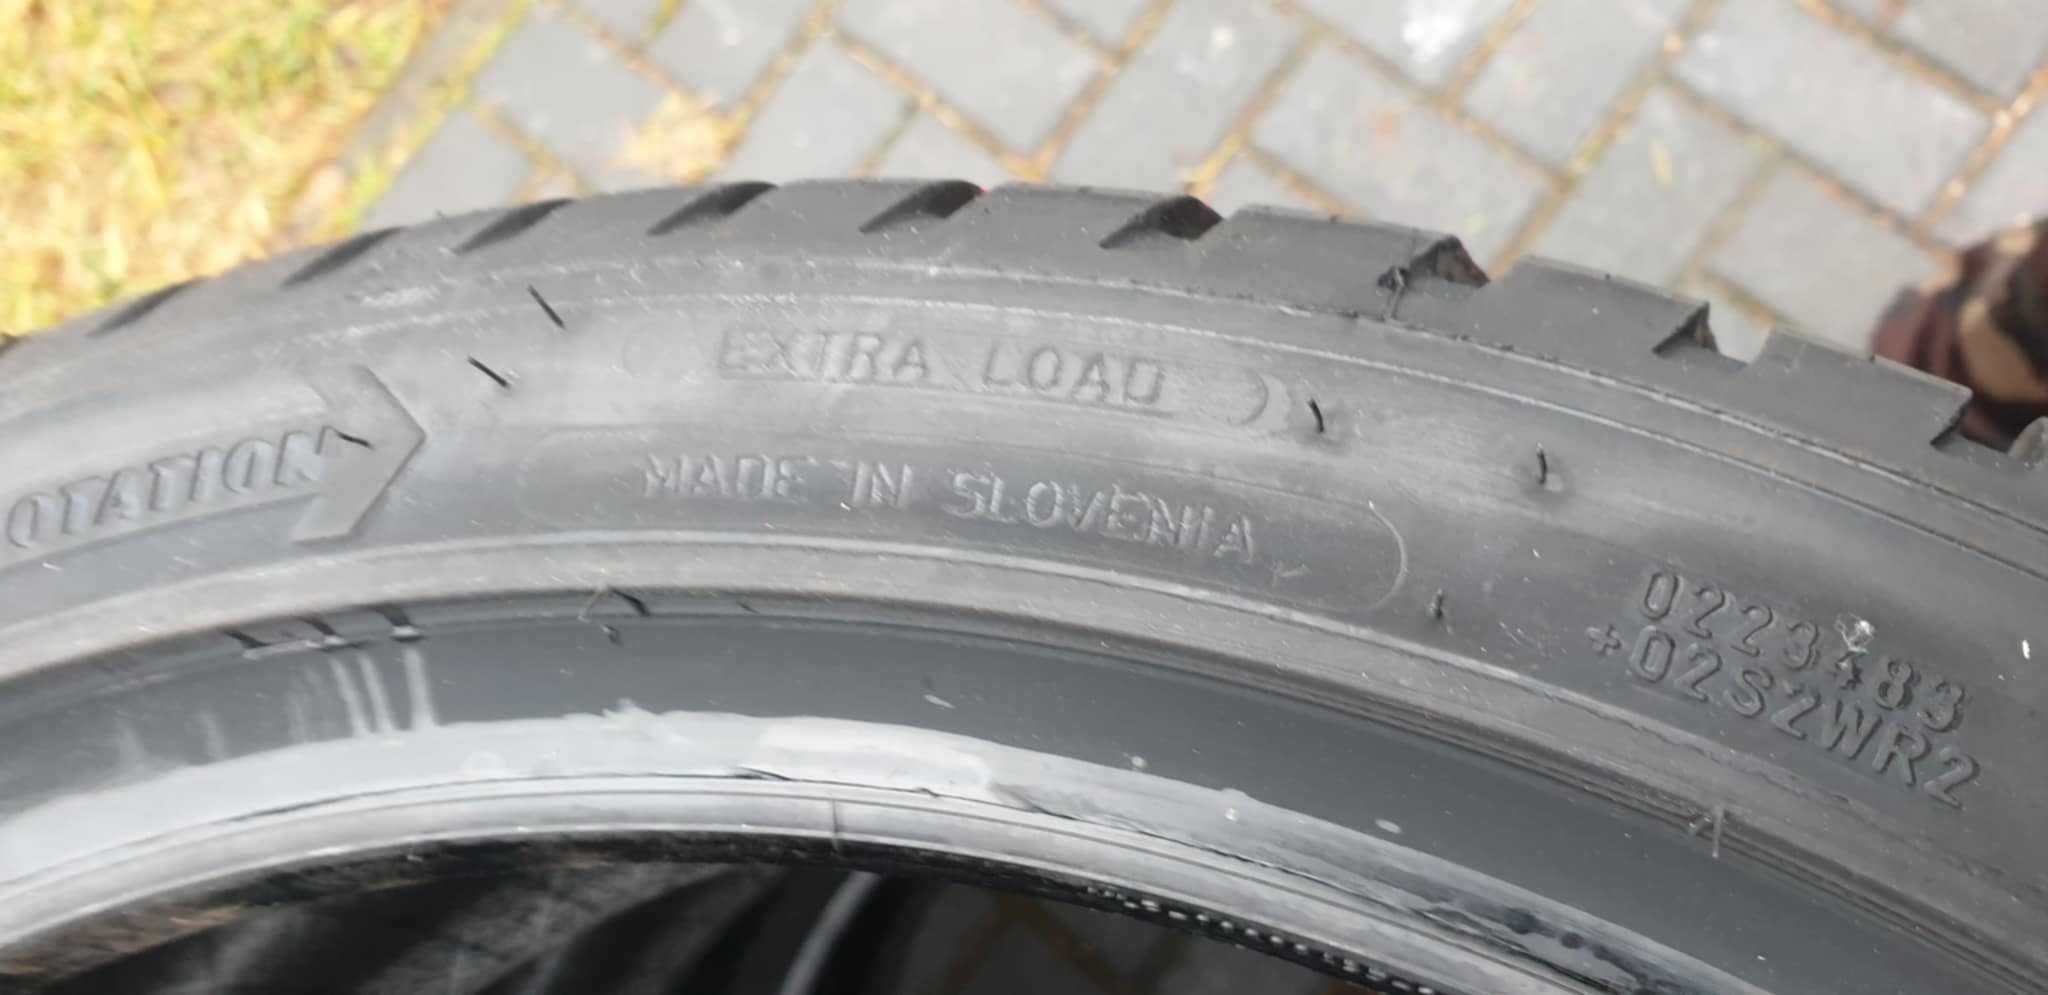 OTATION
EXTRA LOAD
MADE IN SLOVENIA
0223483
+02S2WR2